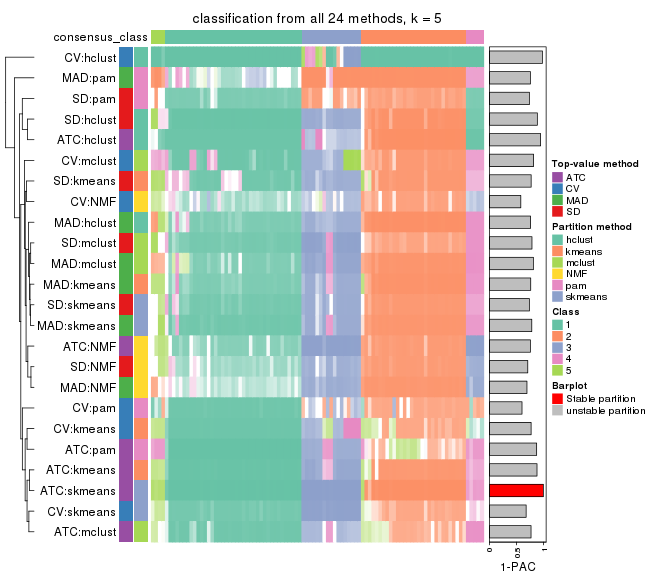 classification from all 24 methods, k = 5
consensus_class
CV:hclust
MAD:pam
SD:pam
SD:hclust
ATC:hclust
CV:mclust
SD:kmeans
CV:NMF
MAD:hclust
SD:mclust
MAD:mclust
MAD:kmeans
SD:skmeans
MAD:skmeans
ATC:NMF
SD:NMF
MAD:NMF
CV:pam
CV:kmeans
ATC:pam
ATC:kmeans
ATC:skmeans
CV:skmeans
ATC:mclust
0
0.5
1
1-PAC
Top-value method
ATC
CV
MAD
SD
Partition method
hclust
kmeans
mclust
NMF
pam
skmeans
Class
1
2
3
4
5
Barplot
Stable partition
unstable partition